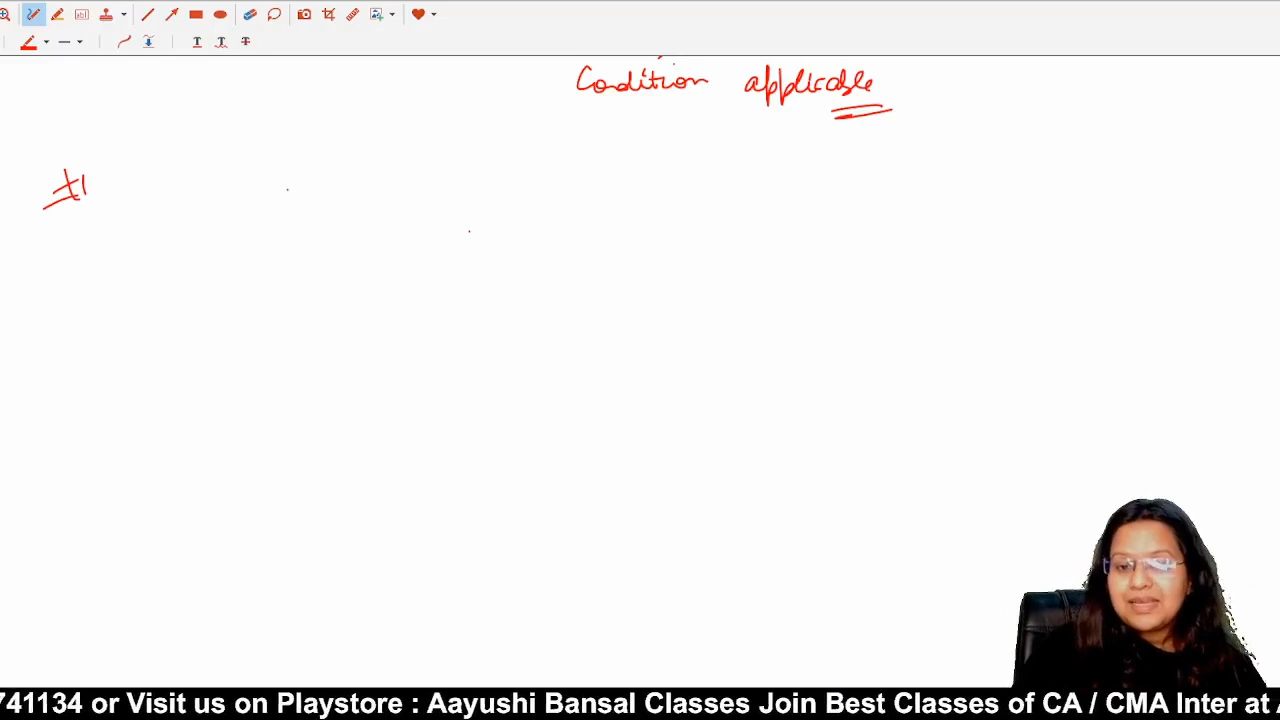 Condition applicable
741134 or Visit us on Playstore : Aayushi Bansal Classes Join Best Classes of CA / CMA Inter at A